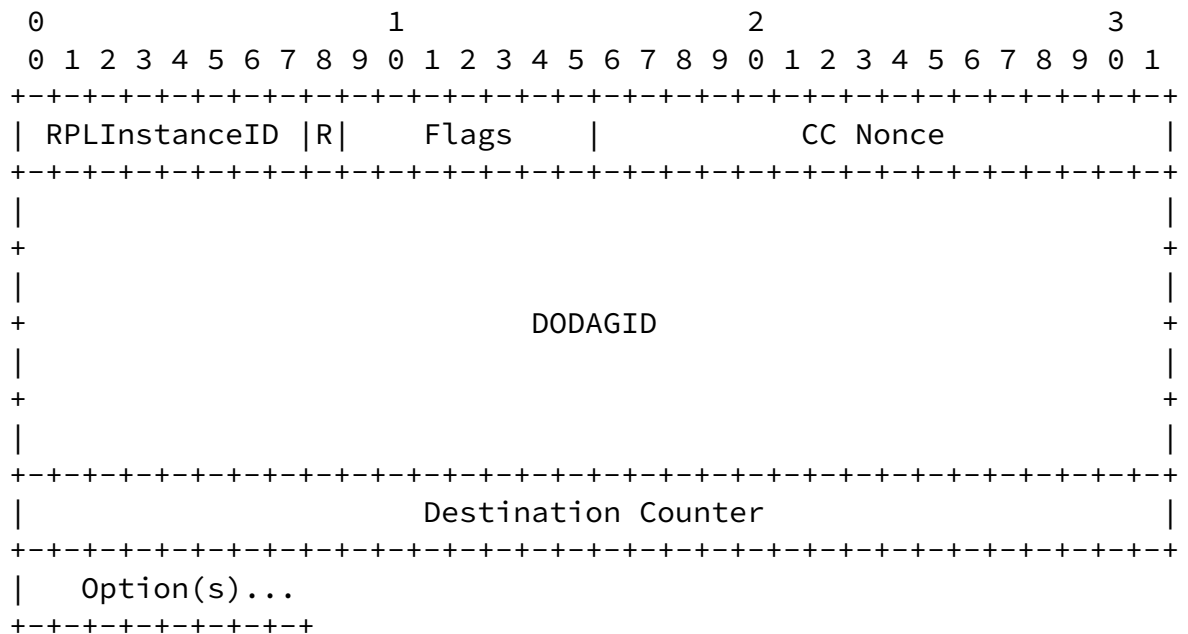 0                   1                   2                   3
 0 1 2 3 4 5 6 7 8 9 0 1 2 3 4 5 6 7 8 9 0 1 2 3 4 5 6 7 8 9 0 1
+-+-+-+-+-+-+-+-+-+-+-+-+-+-+-+-+-+-+-+-+-+-+-+-+-+-+-+-+-+-+-+-+
| RPLInstanceID |R|    Flags    |           CC Nonce            |
+-+-+-+-+-+-+-+-+-+-+-+-+-+-+-+-+-+-+-+-+-+-+-+-+-+-+-+-+-+-+-+-+
|                                                               |
+                                                               +
|                                                               |
+                            DODAGID                            +
|                                                               |
+                                                               +
|                                                               |
+-+-+-+-+-+-+-+-+-+-+-+-+-+-+-+-+-+-+-+-+-+-+-+-+-+-+-+-+-+-+-+-+
|                      Destination Counter                      |
+-+-+-+-+-+-+-+-+-+-+-+-+-+-+-+-+-+-+-+-+-+-+-+-+-+-+-+-+-+-+-+-+
|   Option(s)...
+-+-+-+-+-+-+-+-+